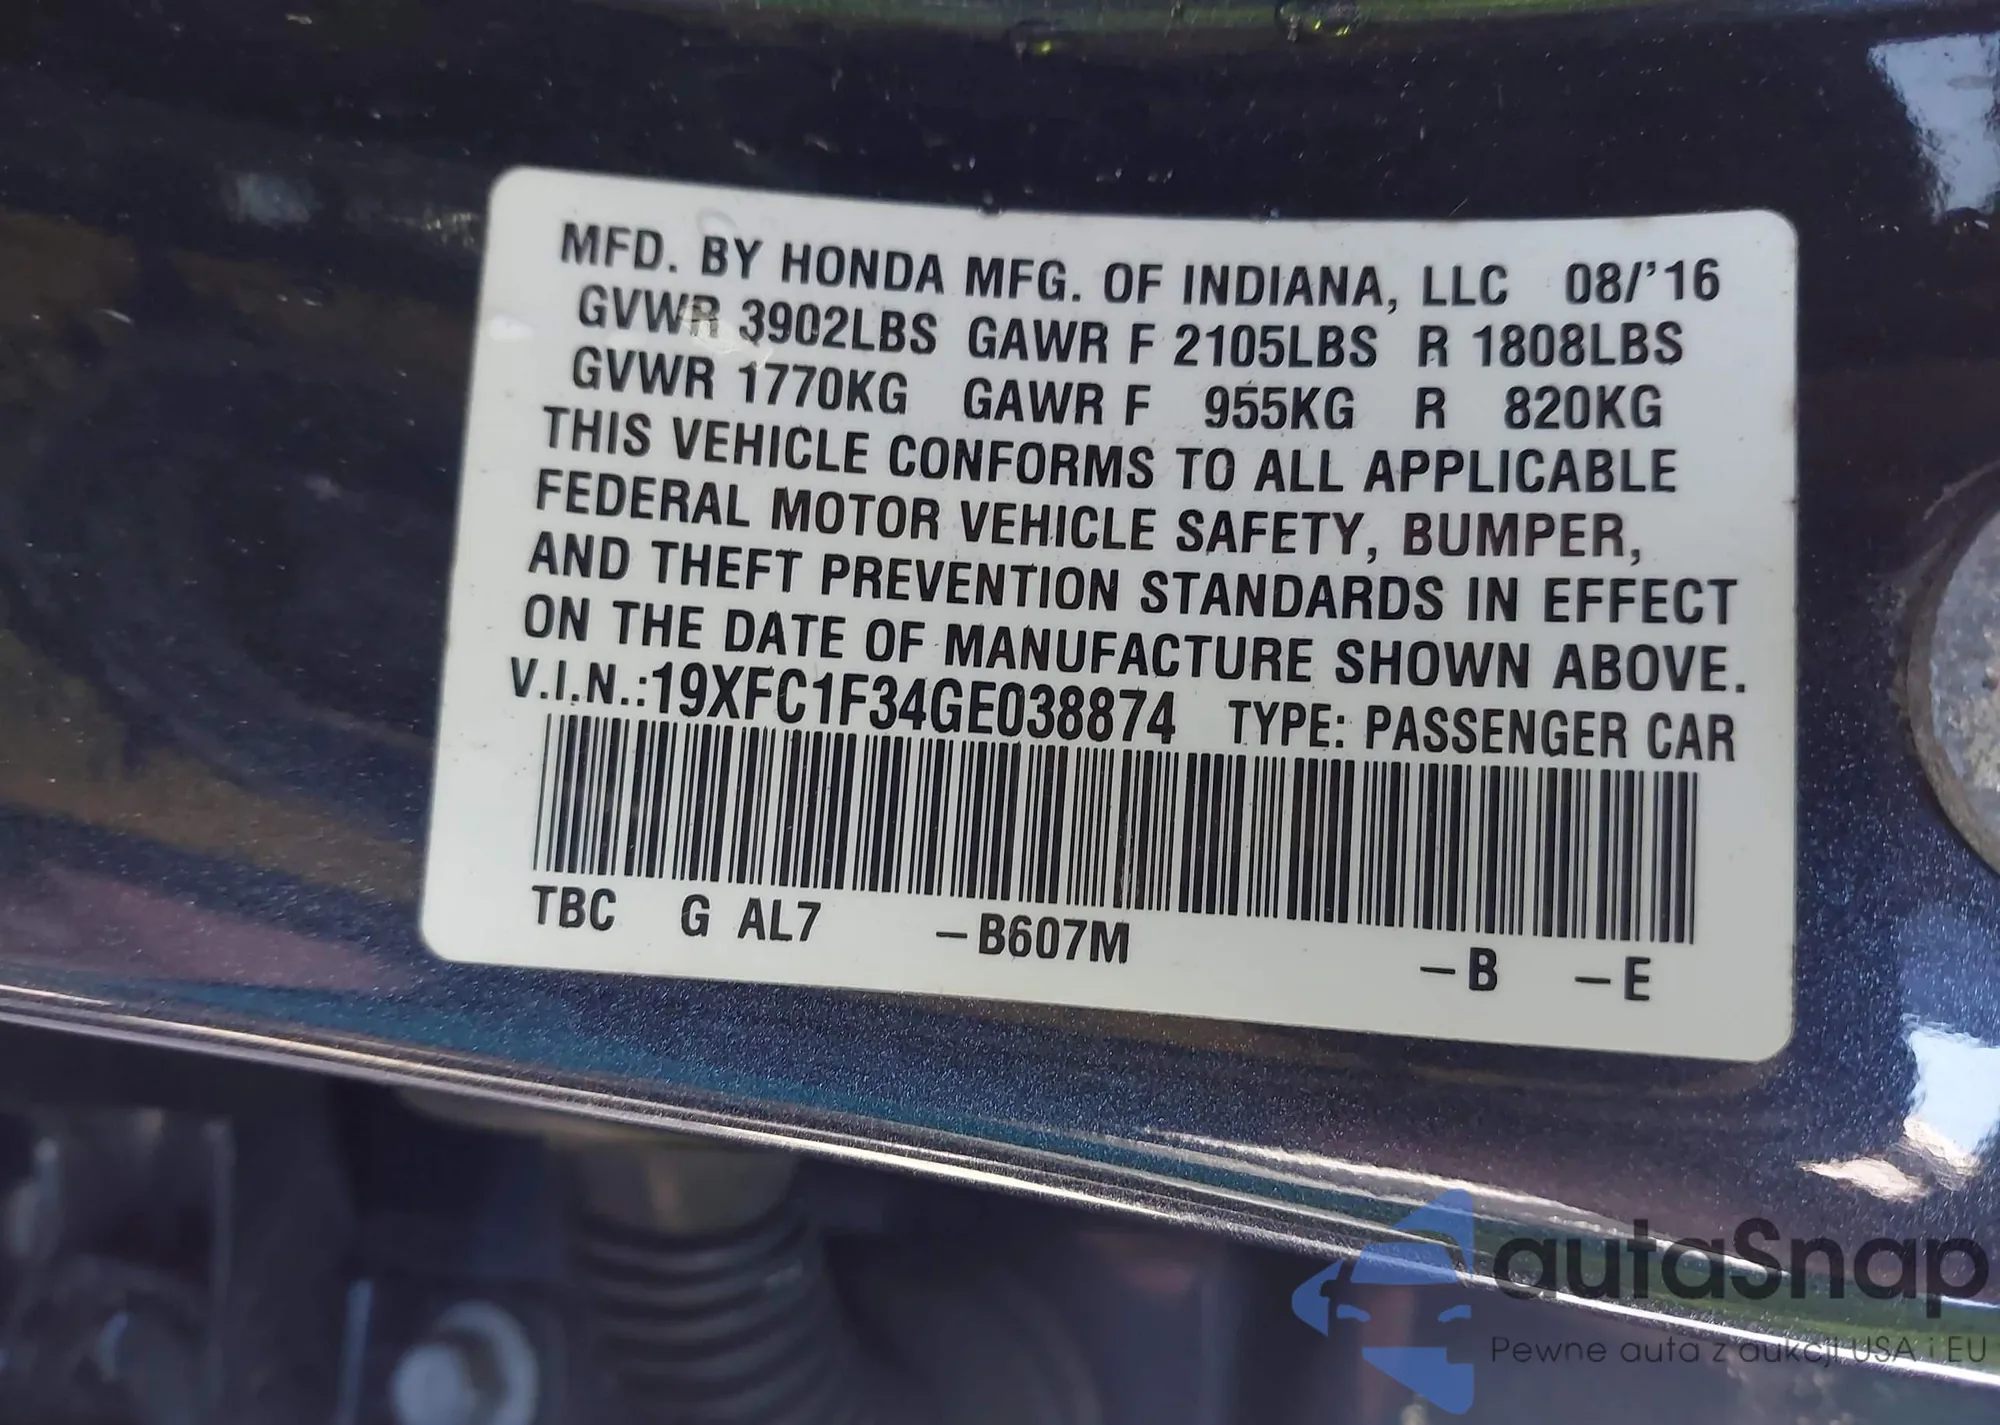 MFD. BY HONDA MFG. OF INDIANA, LLC 08/'16
GVWR 3902LBS GAWR F 2105LBS R 1808LBS
GVWR 1770KG GAWR F 955KG R 820KG
THIS VEHICLE CONFORMS TO ALL APPLICABLE
FEDERAL MOTOR VEHICLE SAFETY, BUMPER,
AND THEFT PREVENTION STANDARDS IN EFFECT
ON THE DATE OF MANUFACTURE SHOWN ABOVE.
V.I.N.:19XFC1F34GE038874 TYPE: PASSENGER CAR
TBC G AL7 –B607M –B –E
autaSnap
Pewne auta z aukcji USA i EU